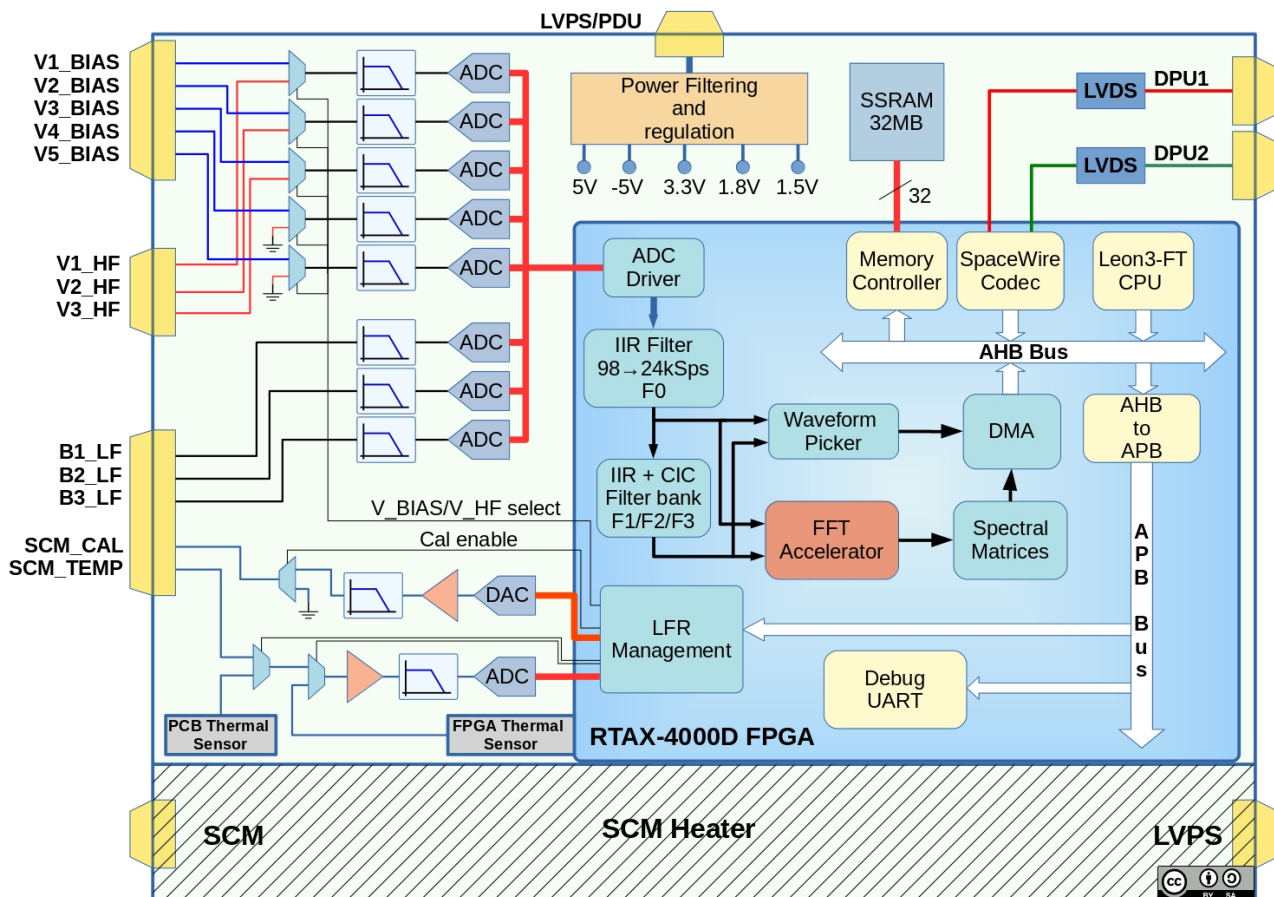 LVPS/PDU
V1_BIAS
V2_BIAS
V3_BIAS
V4_BIAS
V5_BIAS
ADC
ADC
ADC
ADC
ADC
Power Filtering
and
regulation
5V
-5V
3.3V
1.8V
1.5V
SSRAM
32MB
32
LVDS
DPU1
LVDS
DPU2
V1_HF
V2_HF
V3_HF
ADC
Driver
Memory
Controller
SpaceWire
Codec
Leon3-FT
CPU
AHB Bus
ADC
ADC
ADC
IIR Filter
98→24kSps
F0
Waveform
Picker
DMA
AHB
to
APB
B1_LF
B2_LF
B3_LF
IIR + CIC
Filter bank
F1/F2/F3
FFT
Accelerator
Spectral
Matrices
APB Bus
V_BIAS/V_HF select
Cal enable
SCM_CAL
SCM_TEMP
DAC
LFR
Management
ADC
Debug
UART
PCB Thermal
Sensor
FPGA Thermal
Sensor
RTAX-4000D FPGA
SCM
SCM Heater
LVPS
cc
BY SA